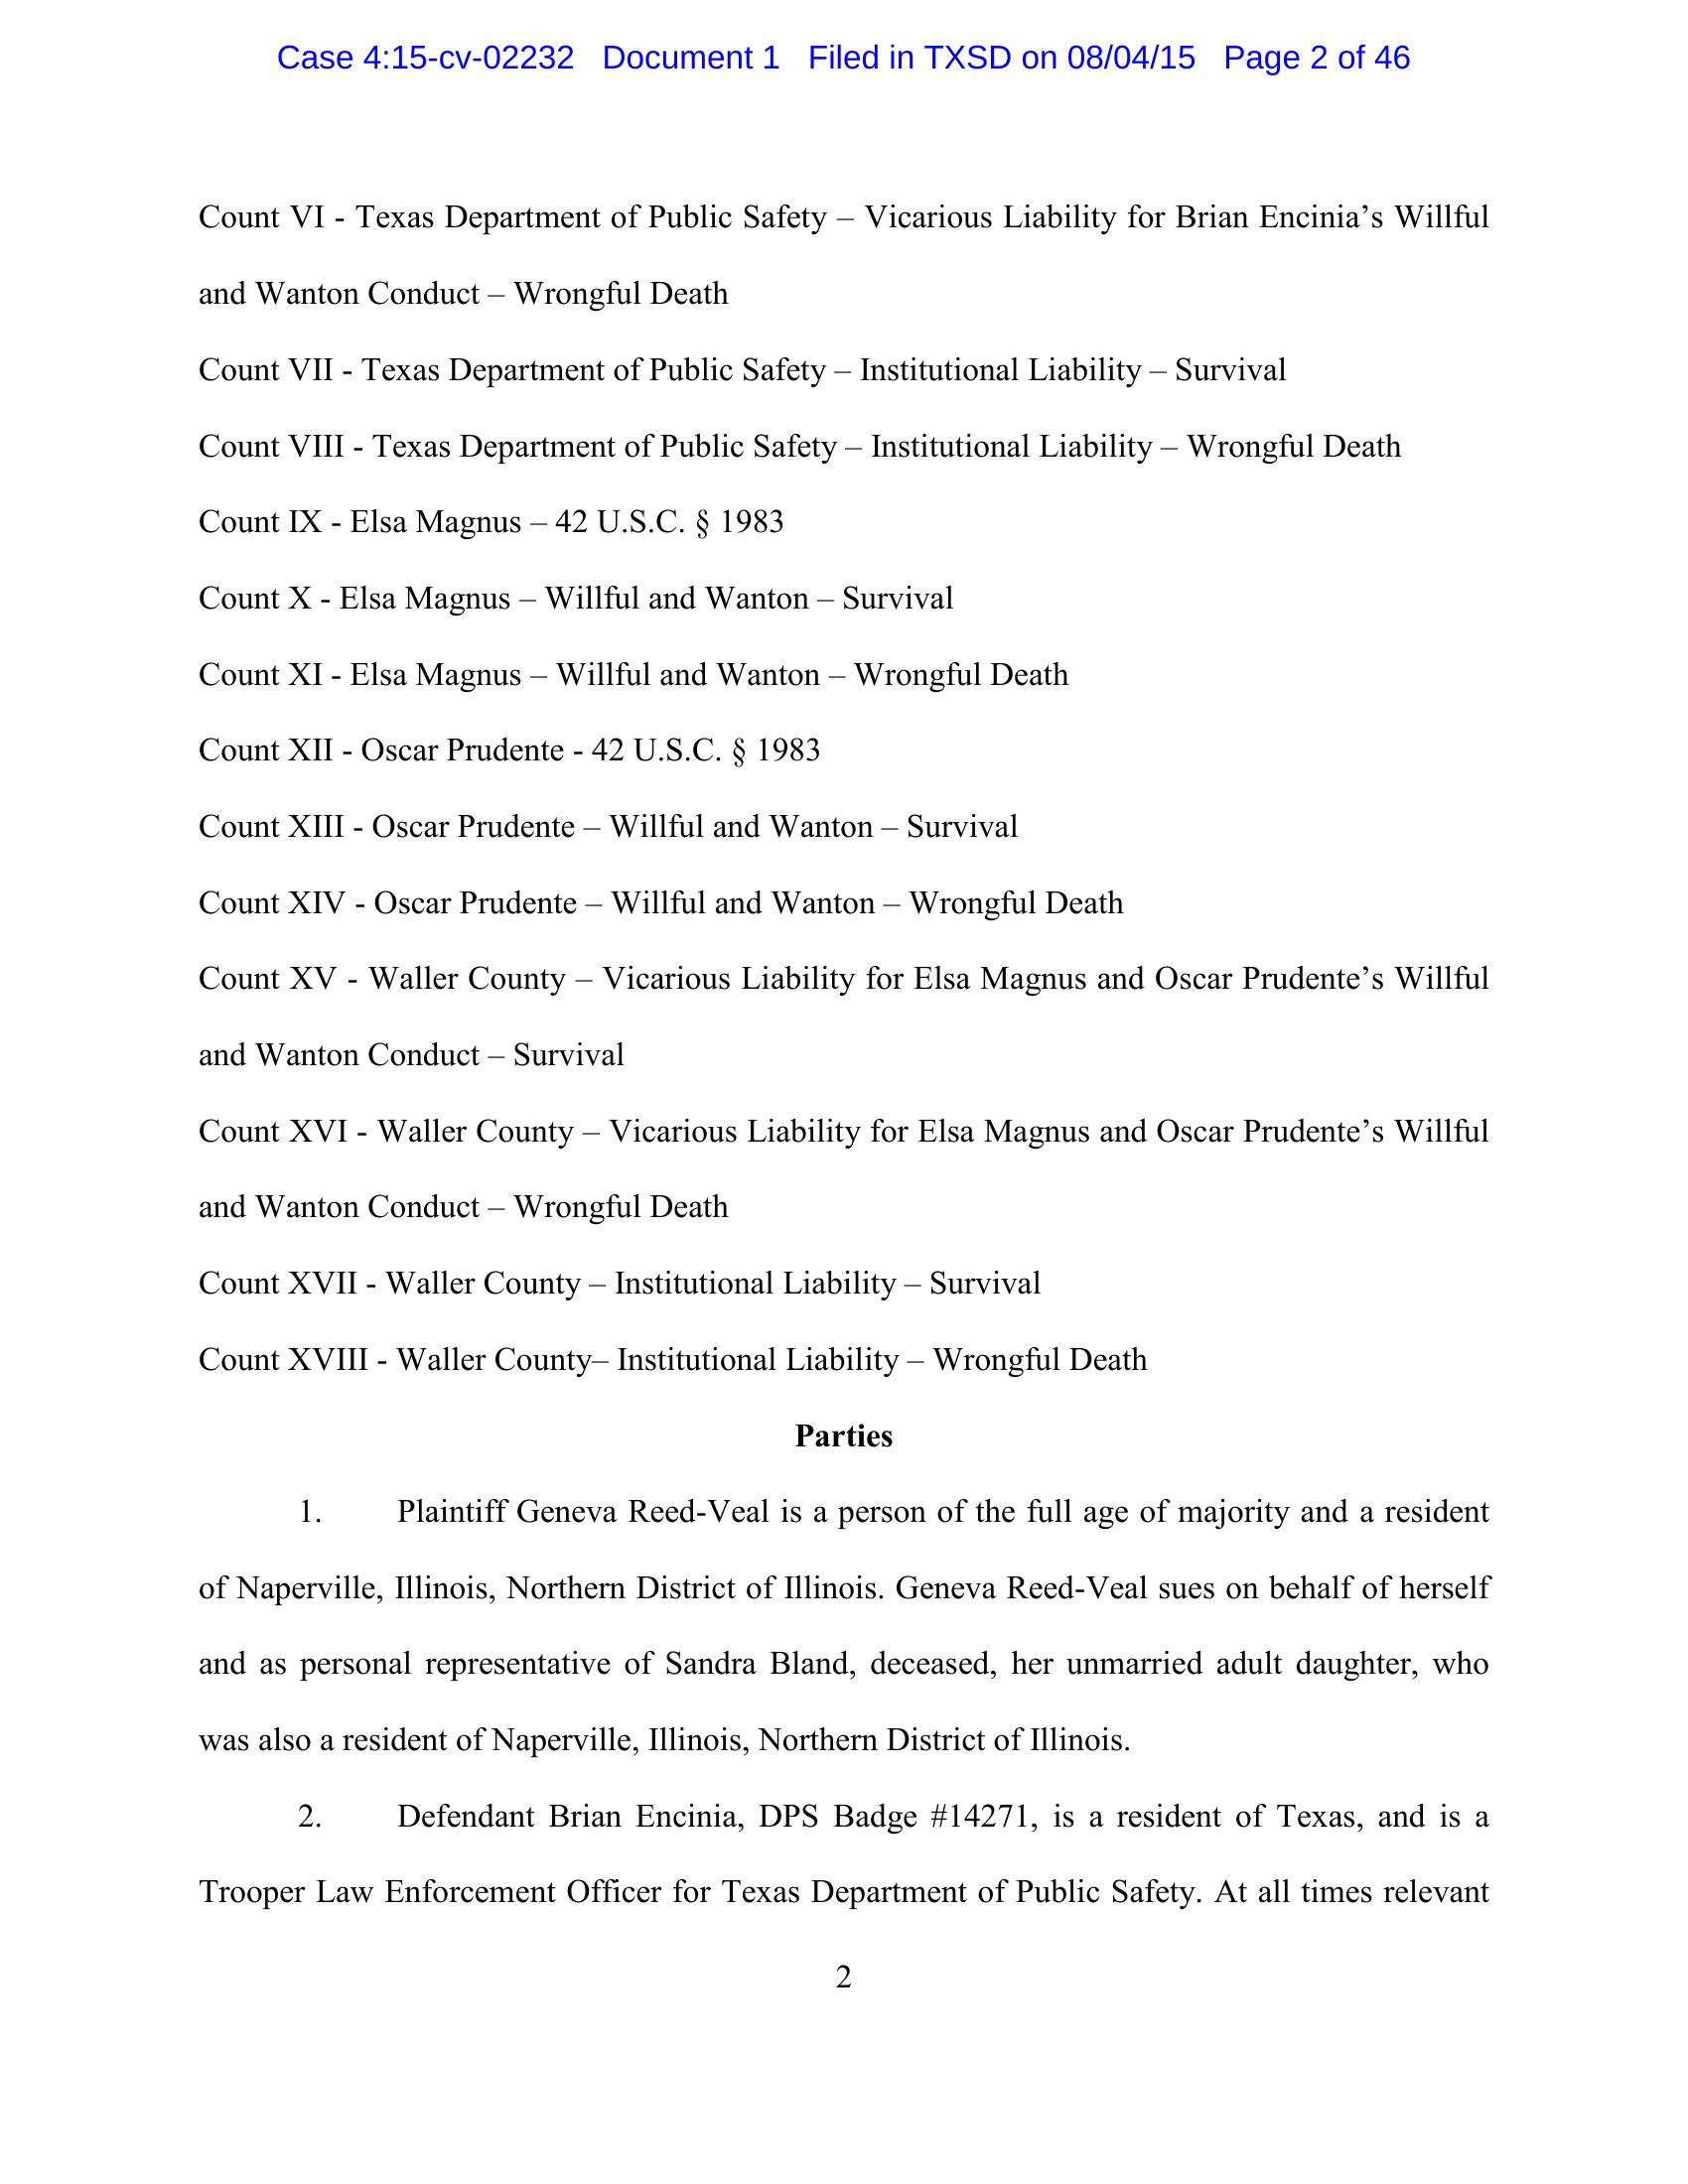 Case 4:15-cv-02232 Document 1 Filed in TXSD on 08/04/15 Page 2 of 46
Count VI - Texas Department of Public Safety – Vicarious Liability for Brian Encinia’s Willful
and Wanton Conduct – Wrongful Death
Count VII - Texas Department of Public Safety – Institutional Liability – Survival
Count VIII - Texas Department of Public Safety – Institutional Liability – Wrongful Death
Count IX - Elsa Magnus – 42 U.S.C. § 1983
Count X - Elsa Magnus – Willful and Wanton – Survival
Count XI - Elsa Magnus – Willful and Wanton – Wrongful Death
Count XII - Oscar Prudente - 42 U.S.C. § 1983
Count XIII - Oscar Prudente – Willful and Wanton – Survival
Count XIV - Oscar Prudente – Willful and Wanton – Wrongful Death
Count XV - Waller County – Vicarious Liability for Elsa Magnus and Oscar Prudente’s Willful
and Wanton Conduct – Survival
Count XVI - Waller County – Vicarious Liability for Elsa Magnus and Oscar Prudente’s Willful
and Wanton Conduct – Wrongful Death
Count XVII - Waller County – Institutional Liability – Survival
Count XVIII - Waller County– Institutional Liability – Wrongful Death
Parties
1. Plaintiff Geneva Reed-Veal is a person of the full age of majority and a resident
of Naperville, Illinois, Northern District of Illinois. Geneva Reed-Veal sues on behalf of herself
and as personal representative of Sandra Bland, deceased, her unmarried adult daughter, who
was also a resident of Naperville, Illinois, Northern District of Illinois.
2. Defendant Brian Encinia, DPS Badge #14271, is a resident of Texas, and is a
Trooper Law Enforcement Officer for Texas Department of Public Safety. At all times relevant
2